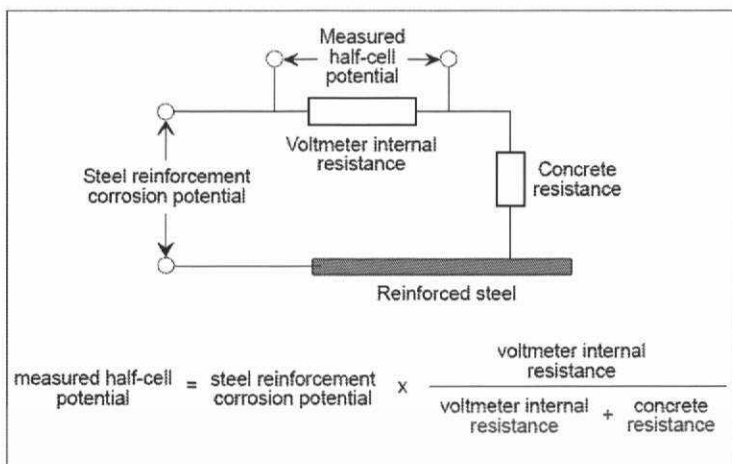 Measured
half-cell
potential
Voltmeter internal
resistance
Steel reinforcement
corrosion potential
Concrete
resistance
Reinforced steel
measured half-cell
potential
=
steel reinforcement
corrosion potential
x
voltmeter internal
resistance
voltmeter internal
resistance
+
concrete
resistance